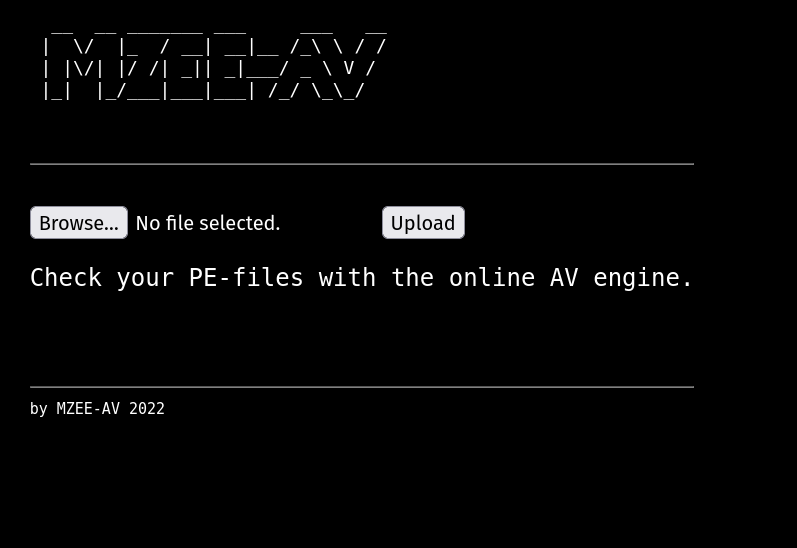 MZEE-AV
Browse... No file selected. Upload
Check your PE-files with the online AV engine.
by MZEE-AV 2022